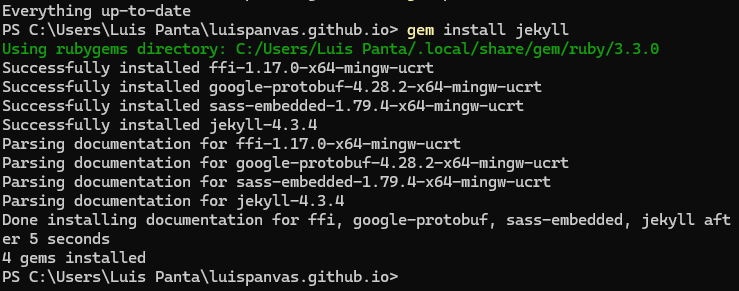 Everything up-to-date
PS C:\Users\Luis Panta\luispanvas.github.io> gem install jekyll
Using rubygems directory: C:/Users/Luis Panta/.local/share/gem/ruby/3.3.0
Successfully installed ffi-1.17.0-x64-mingw-ucrt
Successfully installed google-protobuf-4.28.2-x64-mingw-ucrt
Successfully installed sass-embedded-1.79.4-x64-mingw-ucrt
Successfully installed jekyll-4.3.4
Parsing documentation for ffi-1.17.0-x64-mingw-ucrt
Parsing documentation for google-protobuf-4.28.2-x64-mingw-ucrt
Parsing documentation for sass-embedded-1.79.4-x64-mingw-ucrt
Parsing documentation for jekyll-4.3.4
Done installing documentation for ffi, google-protobuf, sass-embedded, jekyll aft
er 5 seconds
4 gems installed
PS C:\Users\Luis Panta\luispanvas.github.io>